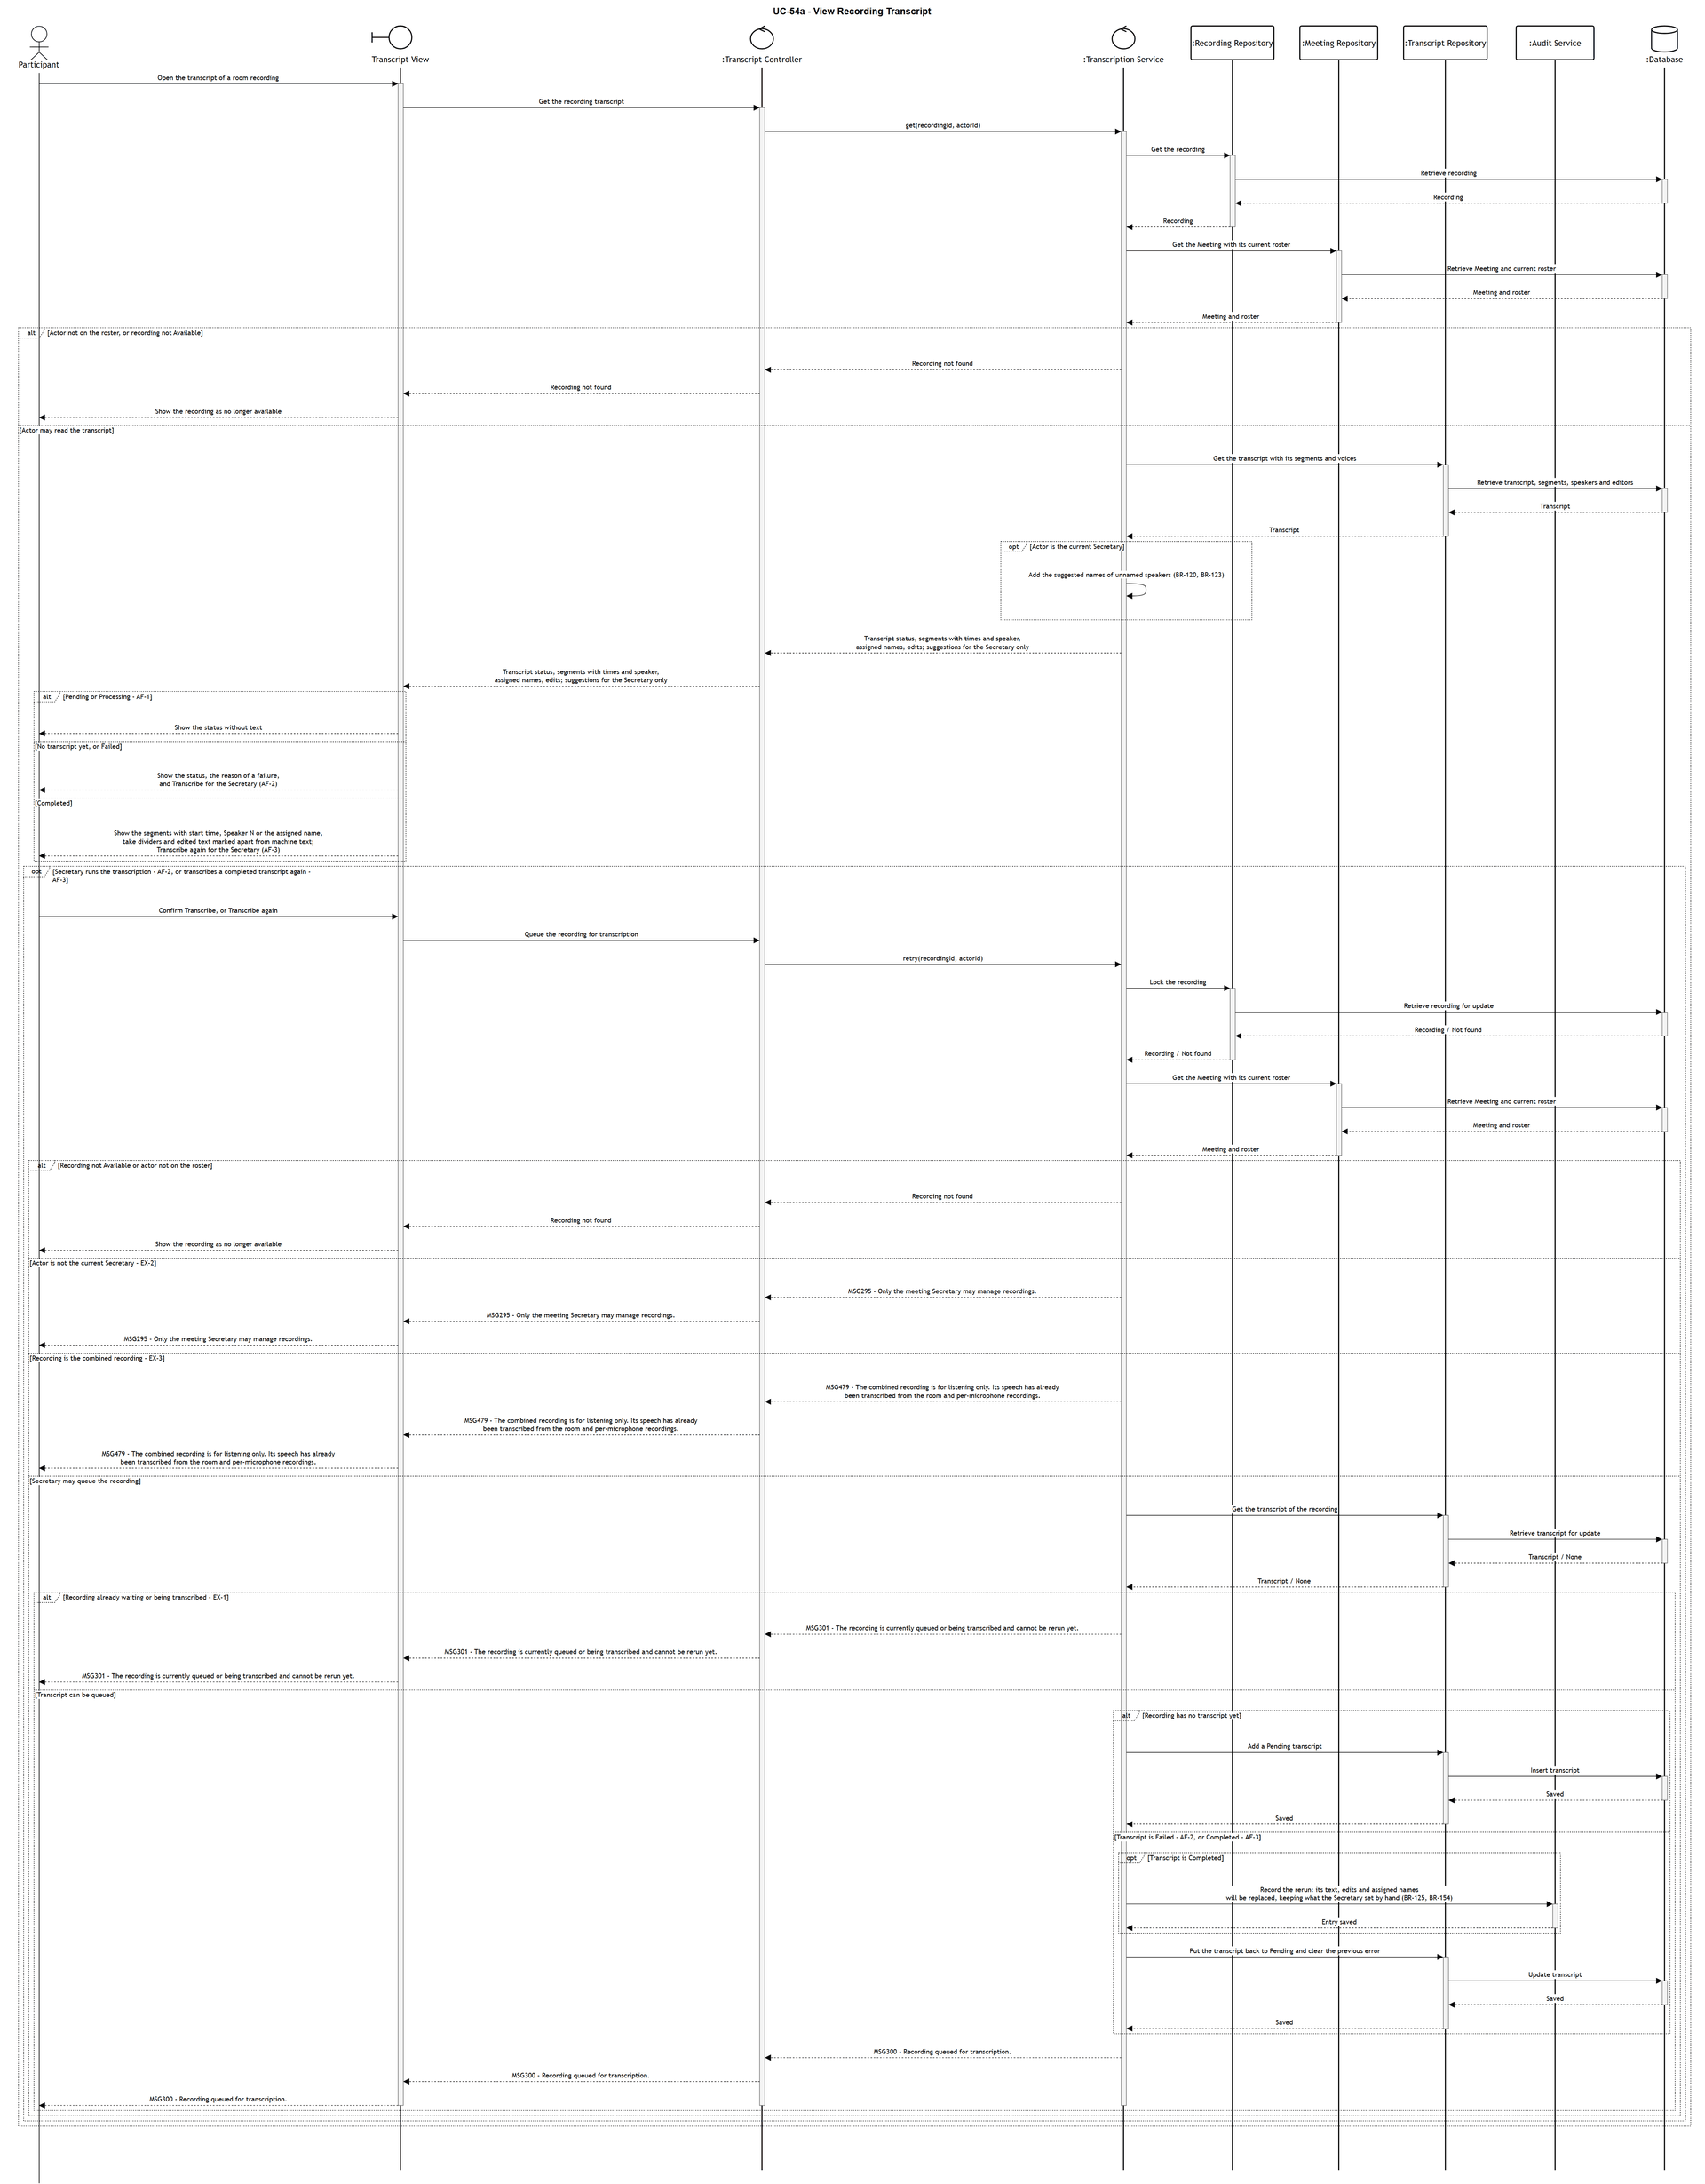 UC-54a - View Recording Transcript
Participant
Transcript View
:Transcript Controller
:Transcription Service
:Recording Repository
:Meeting Repository
:Transcript Repository
:Audit Service
:Database
Open the transcript of a room recording
Get the recording transcript
get(recordingId, actorId)
Get the recording
Retrieve recording
Recording
Recording
Get the Meeting with its current roster
Retrieve Meeting and current roster
Meeting and roster
Meeting and roster
alt [Actor not on the roster, or recording not Available]
Recording not found
Recording not found
Show the recording as no longer available
[Actor may read the transcript]
Get the transcript with its segments and voices
Retrieve transcript, segments, speakers and editors
Transcript
Transcript
opt [Actor is the current Secretary]
Add the suggested names of unnamed speakers (BR-120, BR-123)
Transcript status, segments with times and speaker,
assigned names, edits; suggestions for the Secretary only
Transcript status, segments with times and speaker,
assigned names, edits; suggestions for the Secretary only
alt [Pending or Processing - AF-1]
Show the status without text
[No transcript yet, or Failed]
Show the status, the reason of a failure,
and Transcribe for the Secretary (AF-2)
[Completed]
Show the segments with start time, Speaker N or the assigned name,
take dividers and edited text marked apart from machine text;
Transcribe again for the Secretary (AF-3)
opt [Secretary runs the transcription - AF-2, or transcribes a completed transcript again -
AF-3]
Confirm Transcribe, or Transcribe again
Queue the recording for transcription
retry(recordingId, actorId)
Lock the recording
Retrieve recording for update
Recording / Not found
Recording / Not found
Get the Meeting with its current roster
Retrieve Meeting and current roster
Meeting and roster
Meeting and roster
alt [Recording not Available or actor not on the roster]
Recording not found
Recording not found
Show the recording as no longer available
[Actor is not the current Secretary - EX-2]
MSG295 - Only the meeting Secretary may manage recordings.
MSG295 - Only the meeting Secretary may manage recordings.
MSG295 - Only the meeting Secretary may manage recordings.
[Recording is the combined recording - EX-3]
MSG479 - The combined recording is for listening only. Its speech has already
been transcribed from the room and per-microphone recordings.
MSG479 - The combined recording is for listening only. Its speech has already
been transcribed from the room and per-microphone recordings.
MSG479 - The combined recording is for listening only. Its speech has already
been transcribed from the room and per-microphone recordings.
[Secretary may queue the recording]
Get the transcript of the recording
Retrieve transcript for update
Transcript / None
Transcript / None
alt [Recording already waiting or being transcribed - EX-1]
MSG301 - The recording is currently queued or being transcribed and cannot be rerun yet.
MSG301 - The recording is currently queued or being transcribed and cannot be rerun yet.
MSG301 - The recording is currently queued or being transcribed and cannot be rerun yet.
[Transcript can be queued]
alt [Recording has no transcript yet]
Add a Pending transcript
Insert transcript
Saved
Saved
[Transcript is Failed - AF-2, or Completed - AF-3]
opt [Transcript is Completed]
Record the rerun: its text, edits and assigned names
will be replaced, keeping what the Secretary set by hand (BR-125, BR-154)
Entry saved
Put the transcript back to Pending and clear the previous error
Update transcript
Saved
Saved
MSG300 - Recording queued for transcription.
MSG300 - Recording queued for transcription.
MSG300 - Recording queued for transcription.